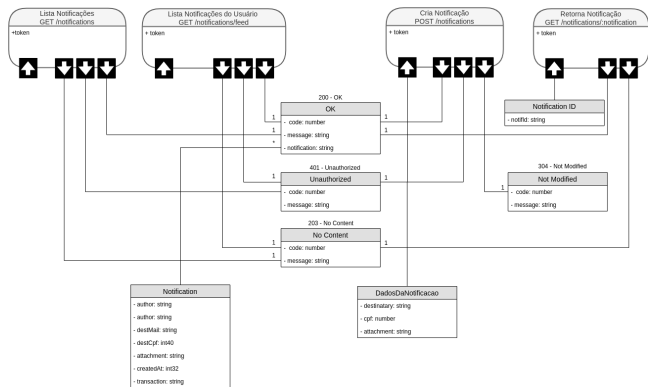 Lista Notificações
GET /notifications
+token
Lista Notificações do Usuário
GET /notifications/feed
+ token
Cria Notificação
POST /notifications
+ token
Retorna Notificação
GET /notifications/:notification
+ token
200 - OK
OK
- code: number
- message: string
- notification: string
1
1
*
1
1
Notification ID
- notifId: string
401 - Unauthorized
Unauthorized
- code: number
- message: string
1
1
304 - Not Modified
Not Modified
- code: number
- message: string
1
203 - No Content
No Content
- code: number
- message: string
1
1
1
Notification
- author: string
- author: string
- destMail: string
- destCpf: int40
- attachment: string
- createdAt: int32
- transaction: string
DadosDaNotificacao
- destinatary: string
- cpf: number
- attachment: string